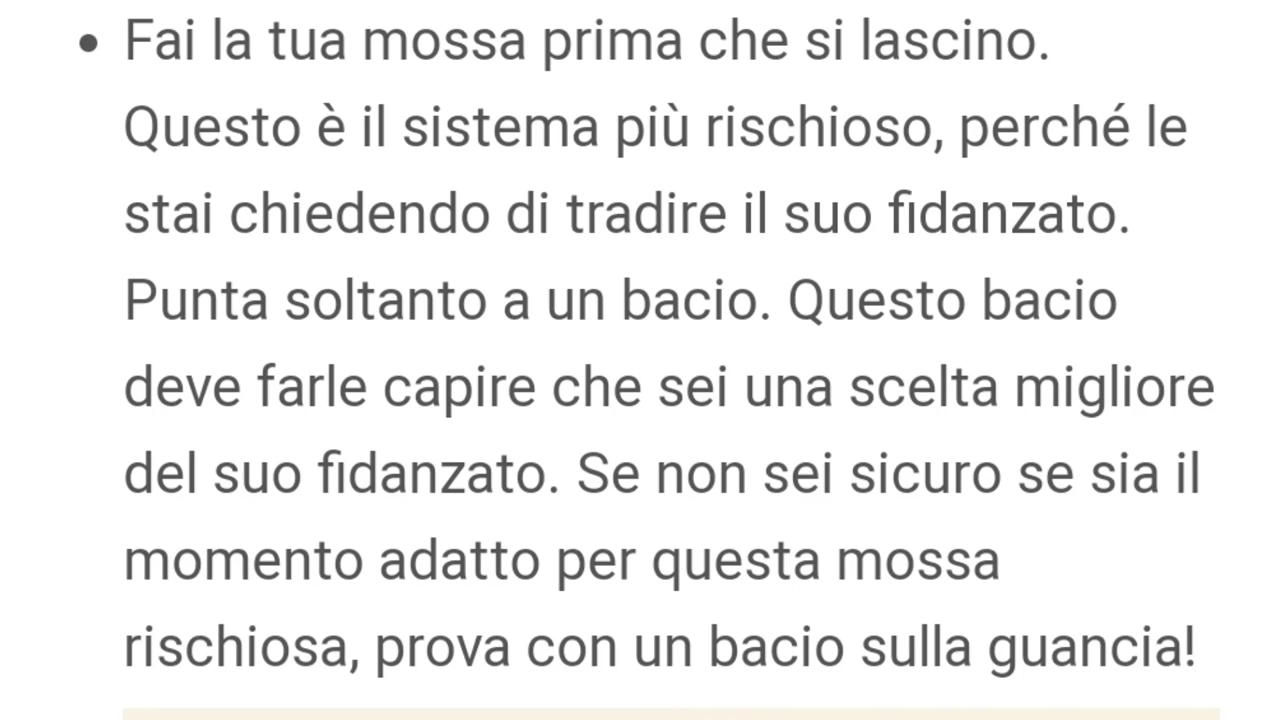 • Fai la tua mossa prima che si lascino.
Questo è il sistema più rischioso, perché le
stai chiedendo di tradire il suo fidanzato.
Punta soltanto a un bacio. Questo bacio
deve farle capire che sei una scelta migliore
del suo fidanzato. Se non sei sicuro se sia il
momento adatto per questa mossa
rischiosa, prova con un bacio sulla guancia!